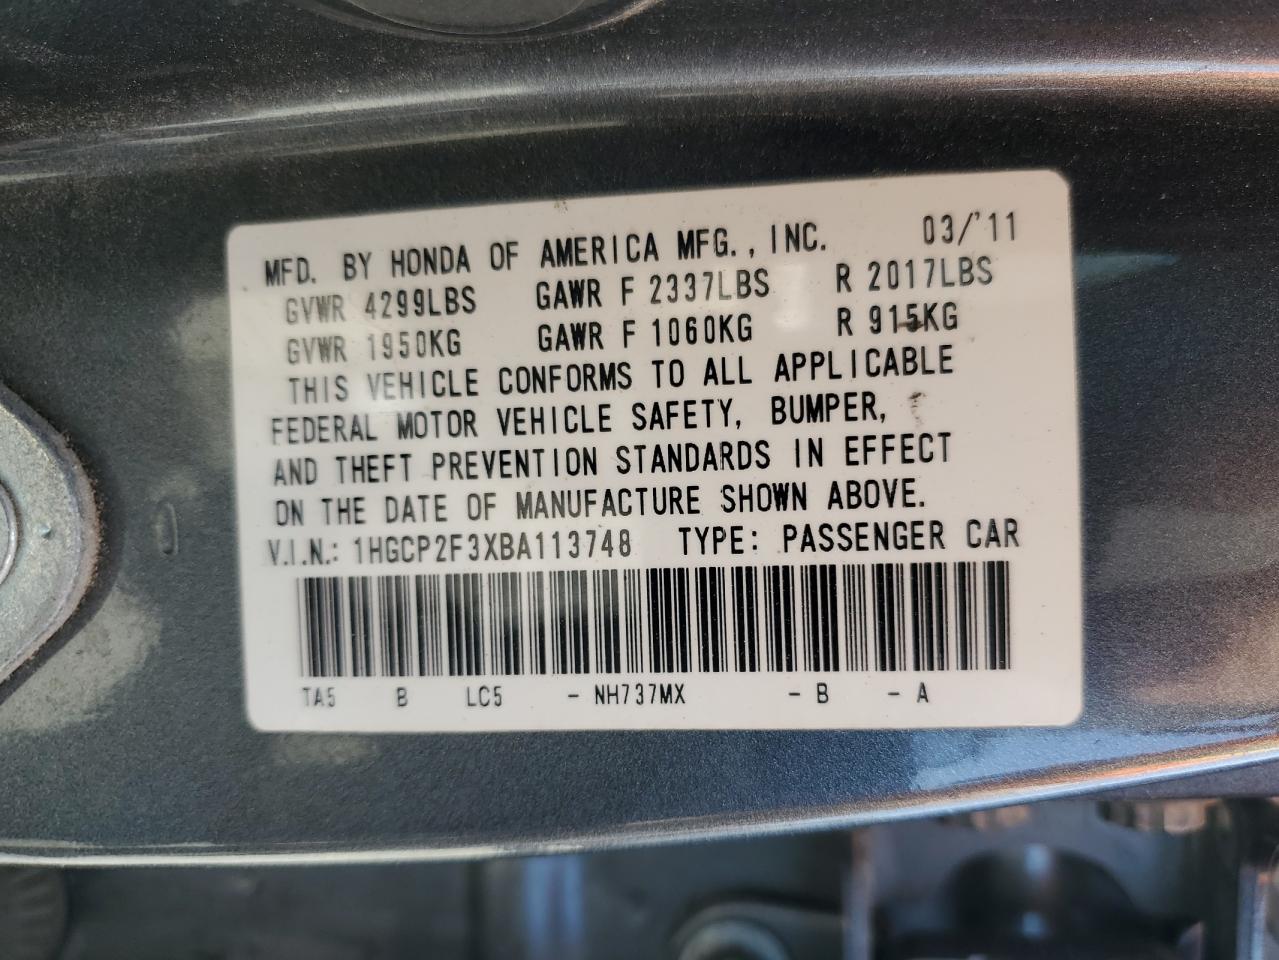 MFD. BY HONDA OF AMERICA MFG., INC. 03/'11
GVWR 4299LBS GAWR F 2337LBS R 2017LBS
GVWR 1950KG GAWR F 1060KG R 915KG
THIS VEHICLE CONFORMS TO ALL APPLICABLE
FEDERAL MOTOR VEHICLE SAFETY, BUMPER,
AND THEFT PREVENTION STANDARDS IN EFFECT
ON THE DATE OF MANUFACTURE SHOWN ABOVE.
V.I.N.: 1HGCP2F3XBA113748 TYPE: PASSENGER CAR
TA5 B LC5 - NH737MX - B - A